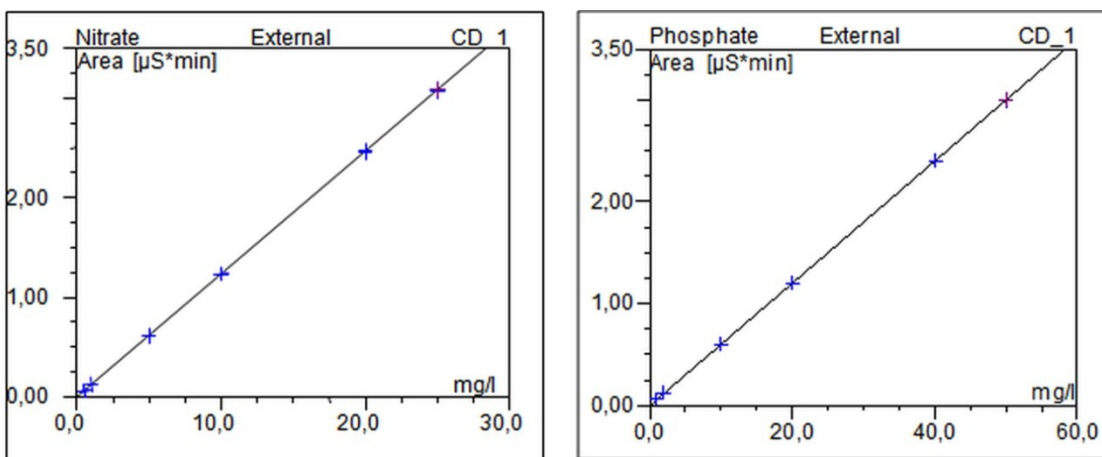 Nitrate External CD_1
3,50
Area [µS*min]
2,00
1,00
0,00
mg/l
0,0 10,0 20,0 30,0
Phosphate External CD_1
3,50
Area [µS*min]
2,00
1,00
0,00
mg/l
0,0 20,0 40,0 60,0